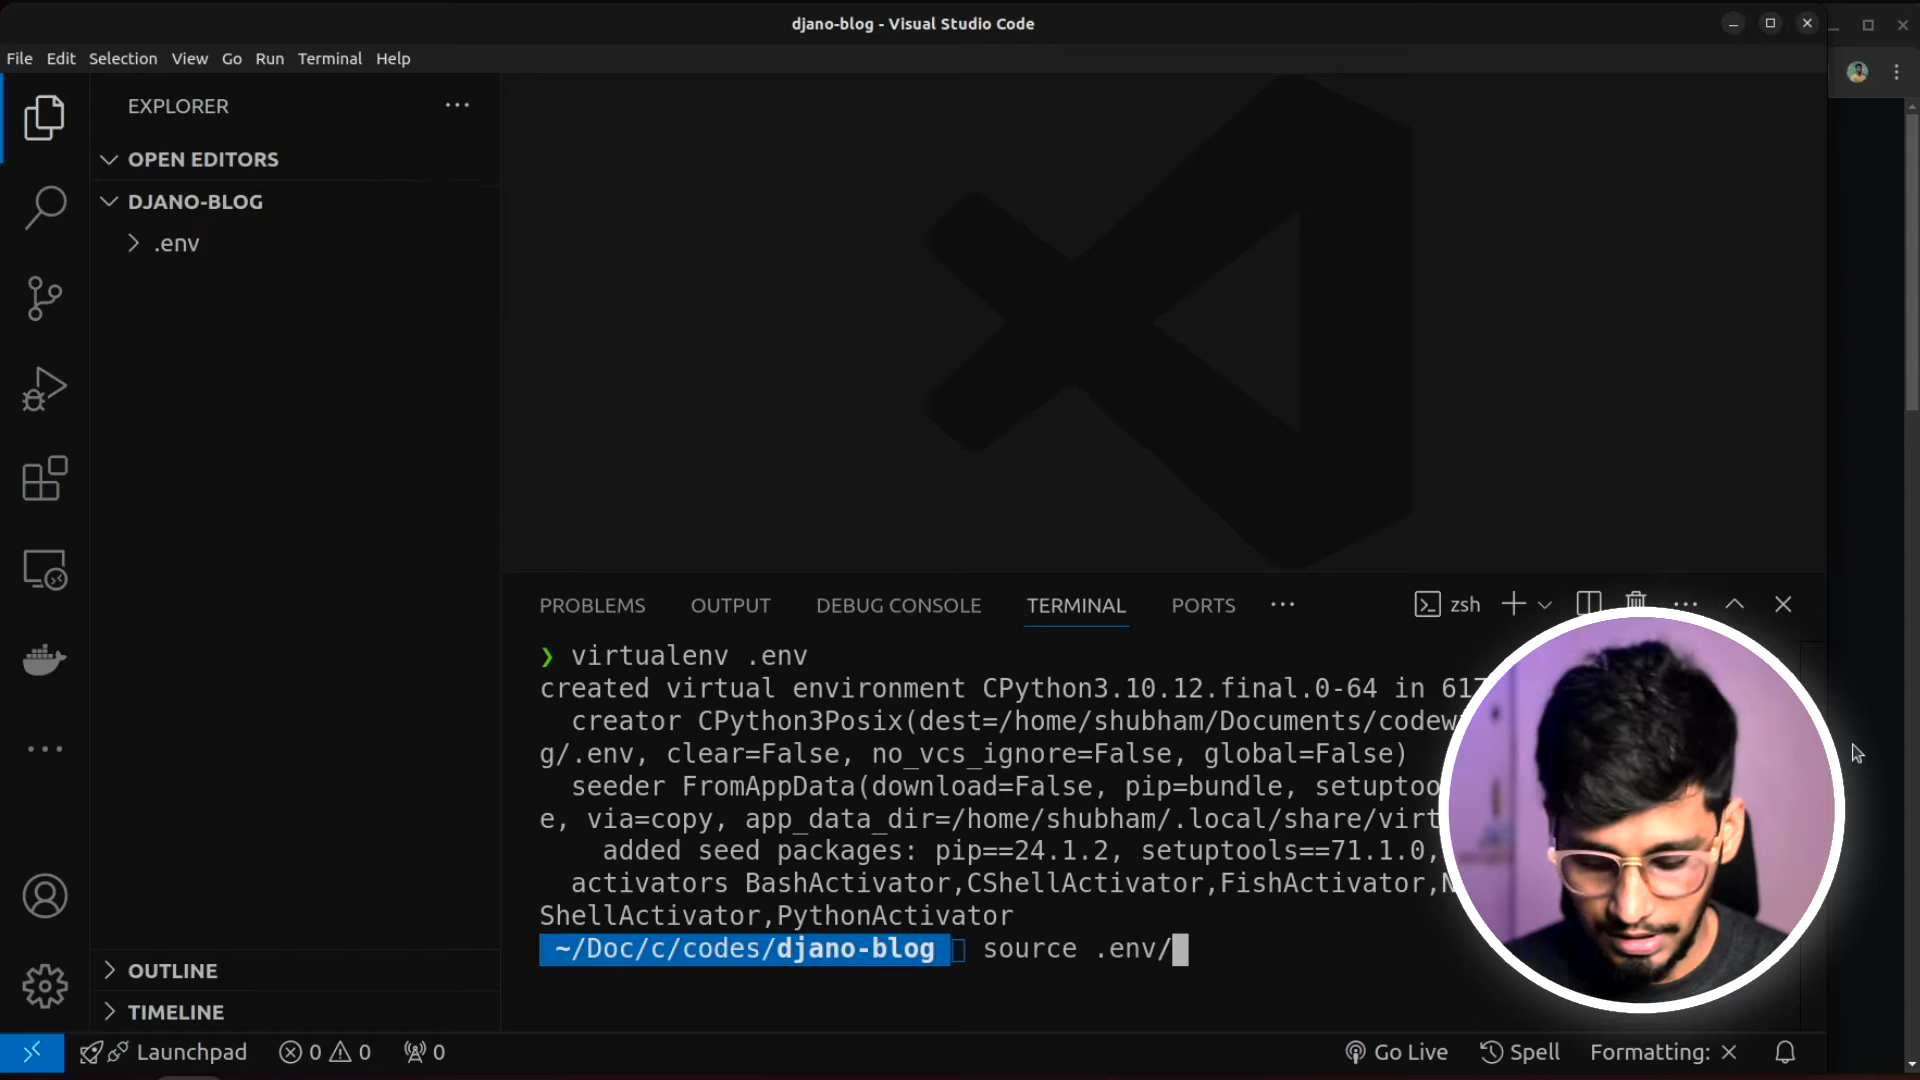 djano-blog - Visual Studio Code
File Edit Selection View Go Run Terminal Help
EXPLORER
OPEN EDITORS
DJANO-BLOG
.env
OUTLINE
TIMELINE
PROBLEMS OUTPUT DEBUG CONSOLE TERMINAL PORTS
zsh
❯ virtualenv .env
created virtual environment CPython3.10.12.final.0-64 in
creator CPython3Posix(dest=/home/shubham/Documents/
g/.env, clear=False, no_vcs_ignore=False, global=False)
seeder FromAppData(download=False, pip=bundle,
e, via=copy, app_data_dir=/home/shubham/.local/share/
added seed packages: pip==24.1.2, setuptools==71.1.0,
activators BashActivator,CShellActivator,FishActivator,
ShellActivator,PythonActivator
~/Doc/c/codes/djano-blog source .env/
Launchpad 0 0 0 Go Live Spell Formatting: ×